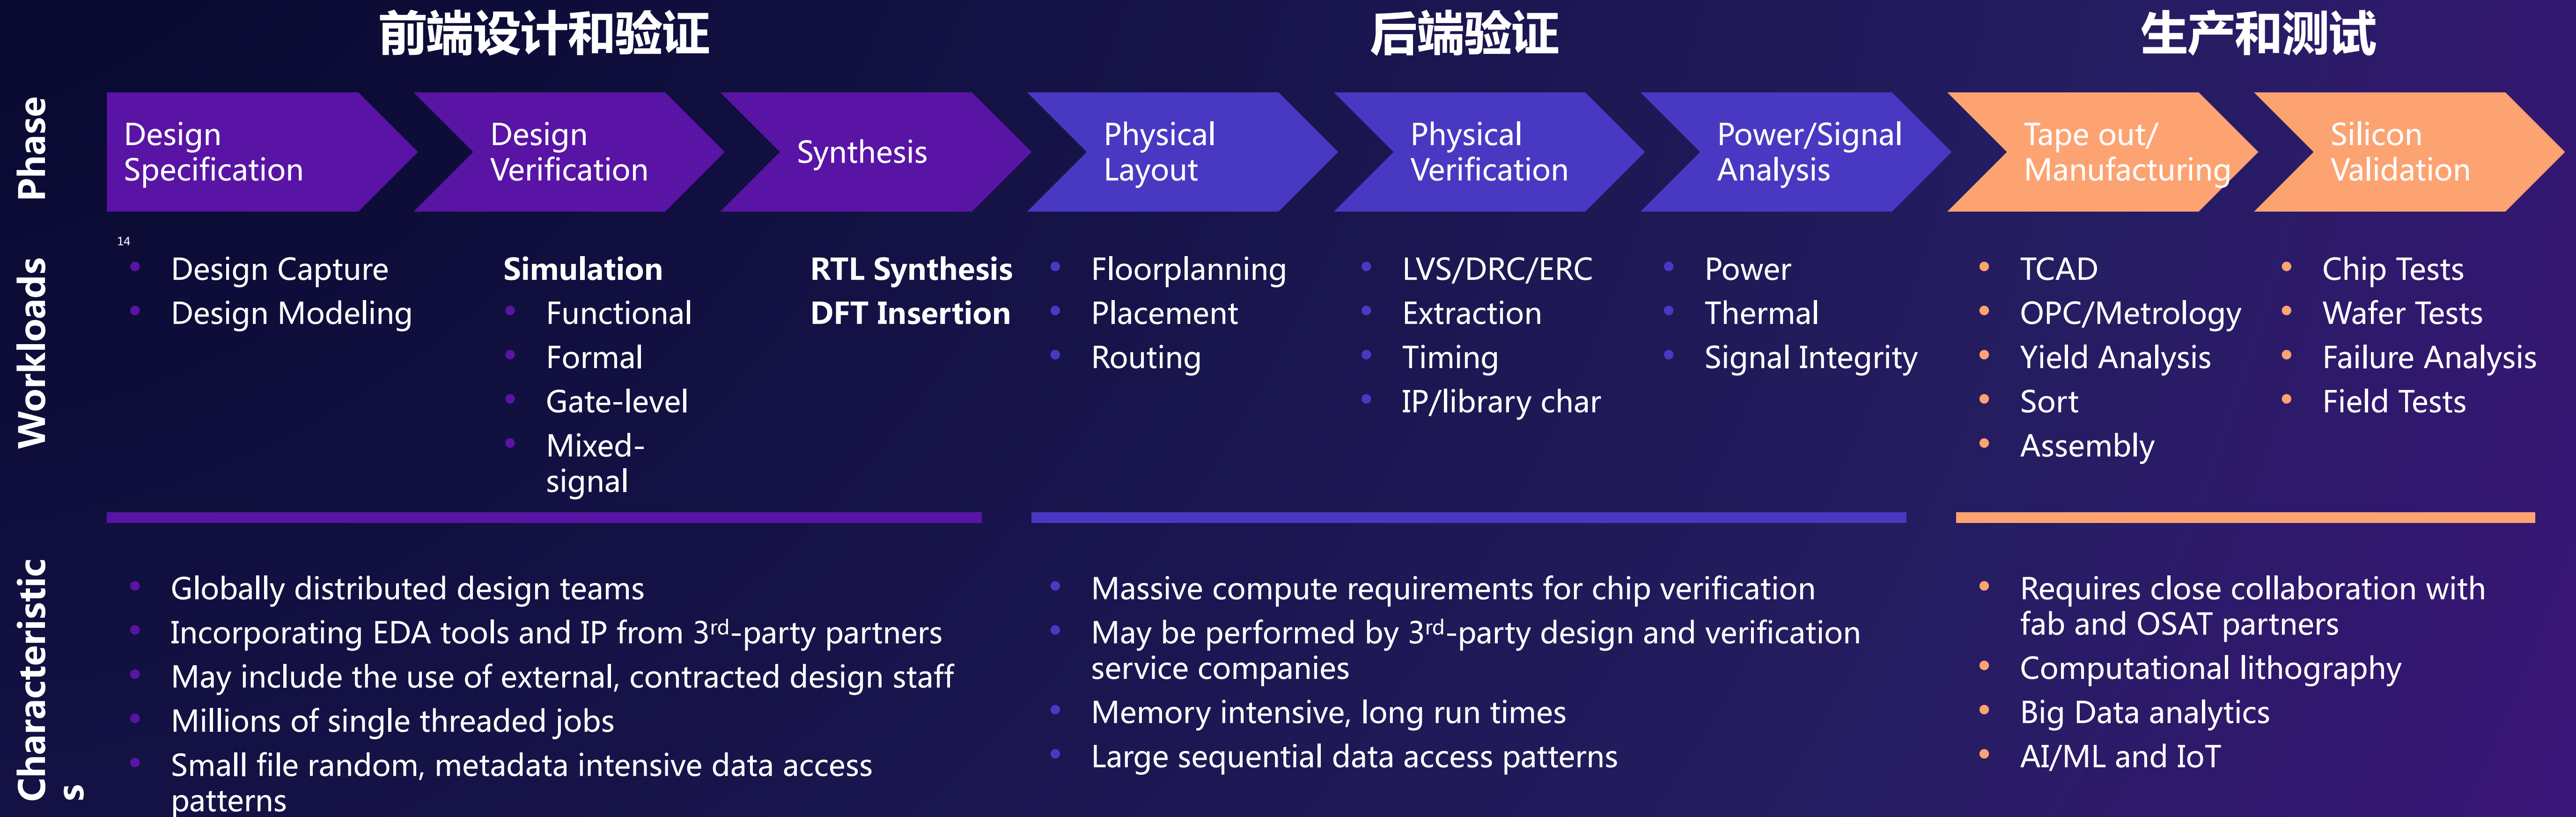 前端设计和验证
后端验证
生产和测试
Phase
Design
Specification
Design
Verification
Synthesis
Physical
Layout
Physical
Verification
Power/Signal
Analysis
Tape out/
Manufacturing
Silicon
Validation
14
Workloads
• Design Capture
• Design Modeling
Simulation
• Functional
• Formal
• Gate-level
• Mixed-
signal
RTL Synthesis
DFT Insertion
• Floorplanning
• Placement
• Routing
• LVS/DRC/ERC
• Extraction
• Timing
• IP/library char
• Power
• Thermal
• Signal Integrity
• TCAD
• OPC/Metrology
• Yield Analysis
• Sort
• Assembly
• Chip Tests
• Wafer Tests
• Failure Analysis
• Field Tests
Characteristic
s
• Globally distributed design teams
• Incorporating EDA tools and IP from 3rd-party partners
• May include the use of external, contracted design staff
• Millions of single threaded jobs
• Small file random, metadata intensive data access
patterns
• Massive compute requirements for chip verification
• May be performed by 3rd-party design and verification
service companies
• Memory intensive, long run times
• Large sequential data access patterns
• Requires close collaboration with
fab and OSAT partners
• Computational lithography
• Big Data analytics
• AI/ML and IoT